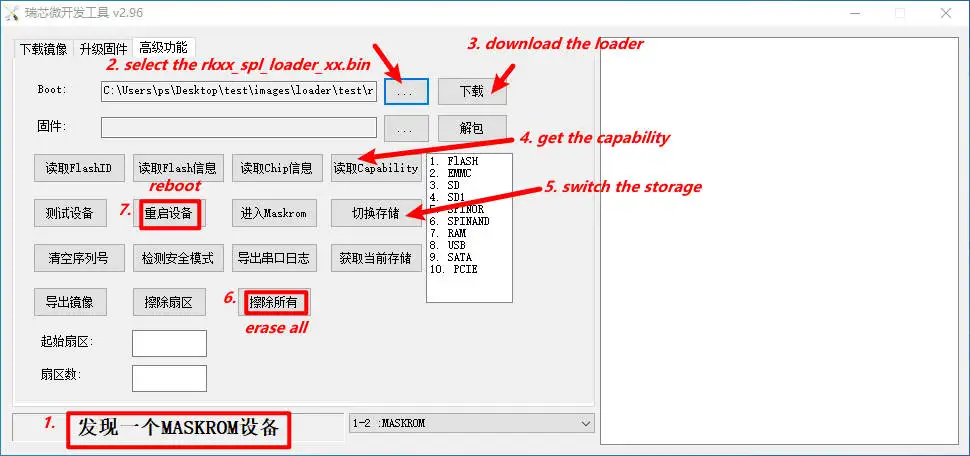 瑞芯微开发工具 v2.96
下载镜像 升级固件 高级功能
2. select the rkxx_spl_loader_xx.bin
3. download the loader
Boot: C:\Users\ps\Desktop\test\images\loader\test\r ... 下载
固件: ... 解包
4. get the capability
读取FlashID 读取Flash信息 读取Chip信息 读取Capability
reboot
5. switch the storage
7.
测试设备 重启设备 进入Maskrom 切换存储
清空序列号 检测安全模式 导出串口日志 获取当前存储
1. FlASH
2. EMMC
3. SD
4. SD1
5. SPINOR
6. SPINAND
7. RAM
8. USB
9. SATA
10. PCIE
6.
导出镜像 擦除扇区 擦除所有
erase all
起始扇区:
扇区数:
1. 发现一个MASKROM设备
1-2 :MASKROM